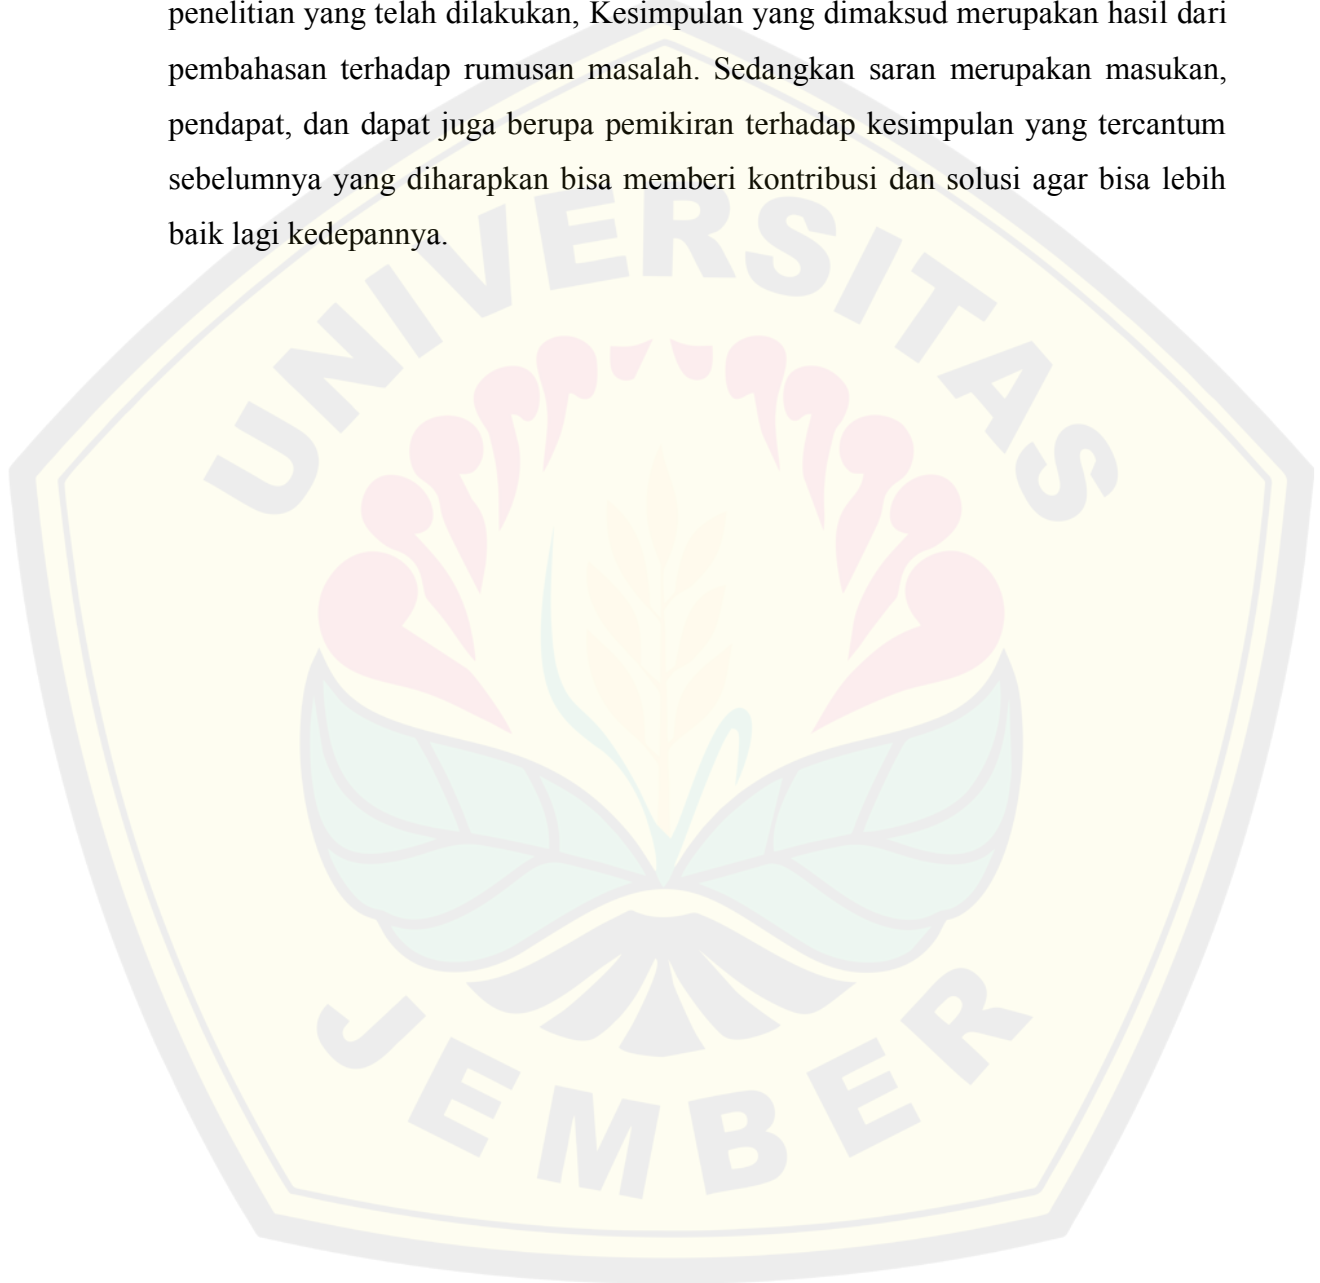 penelitian yang telah dilakukan, Kesimpulan yang dimaksud merupakan hasil dari
pembahasan terhadap rumusan masalah. Sedangkan saran merupakan masukan,
pendapat, dan dapat juga berupa pemikiran terhadap kesimpulan yang tercantum
sebelumnya yang diharapkan bisa memberi kontribusi dan solusi agar bisa lebih
baik lagi kedepannya.
UNIVERSITAS
JEMBER